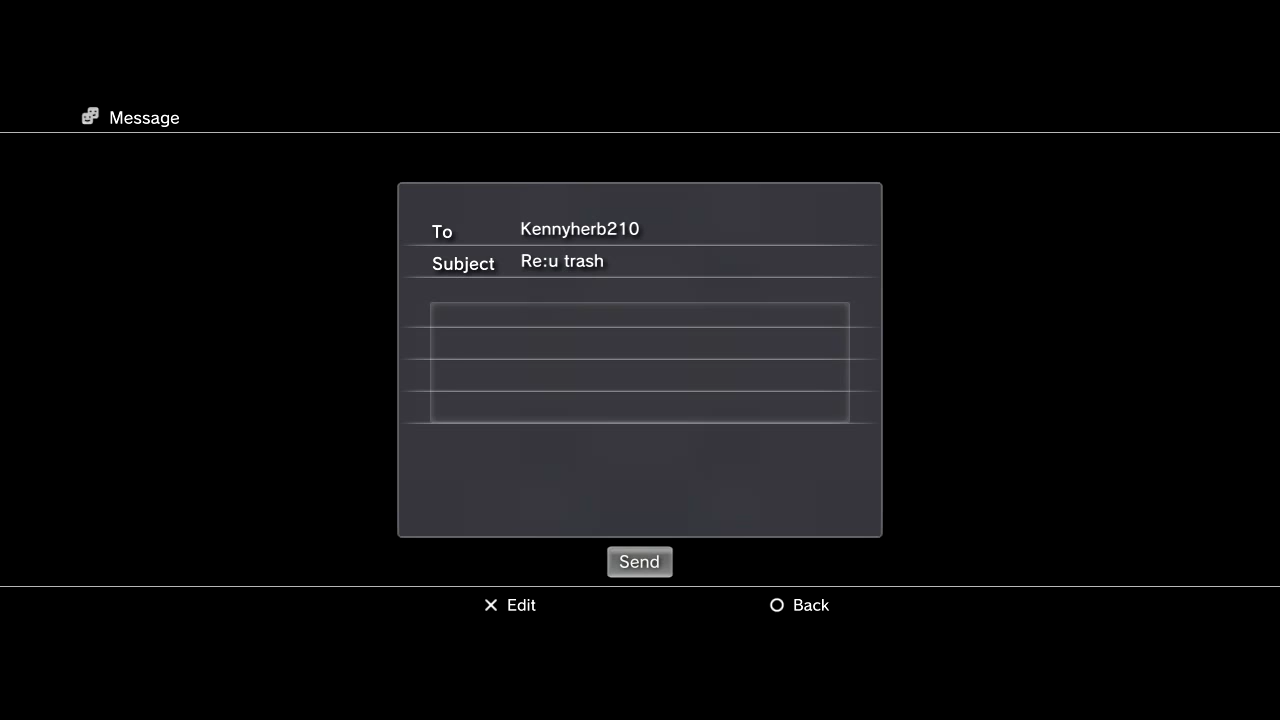 Message
To Kennyherb210
Subject Re:u trash
Send
Edit Back